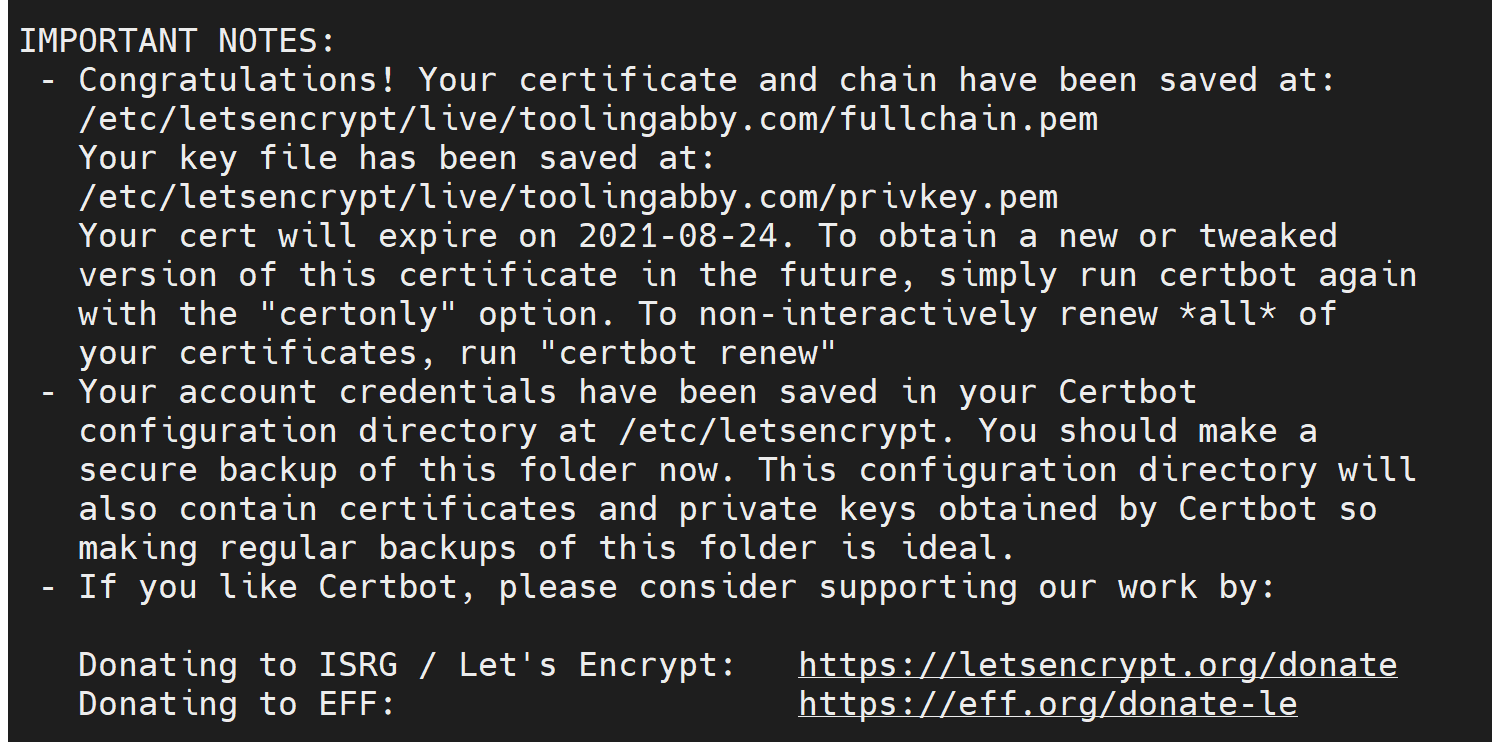 IMPORTANT NOTES:
- Congratulations! Your certificate and chain have been saved at:
/etc/letsencrypt/live/toolingabby.com/fullchain.pem
Your key file has been saved at:
/etc/letsencrypt/live/toolingabby.com/privkey.pem
Your cert will expire on 2021-08-24. To obtain a new or tweaked
version of this certificate in the future, simply run certbot again
with the "certonly" option. To non-interactively renew *all* of
your certificates, run "certbot renew"
- Your account credentials have been saved in your Certbot
configuration directory at /etc/letsencrypt. You should make a
secure backup of this folder now. This configuration directory will
also contain certificates and private keys obtained by Certbot so
making regular backups of this folder is ideal.
- If you like Certbot, please consider supporting our work by:
Donating to ISRG / Let's Encrypt: https://letsencrypt.org/donate
Donating to EFF: https://eff.org/donate-le